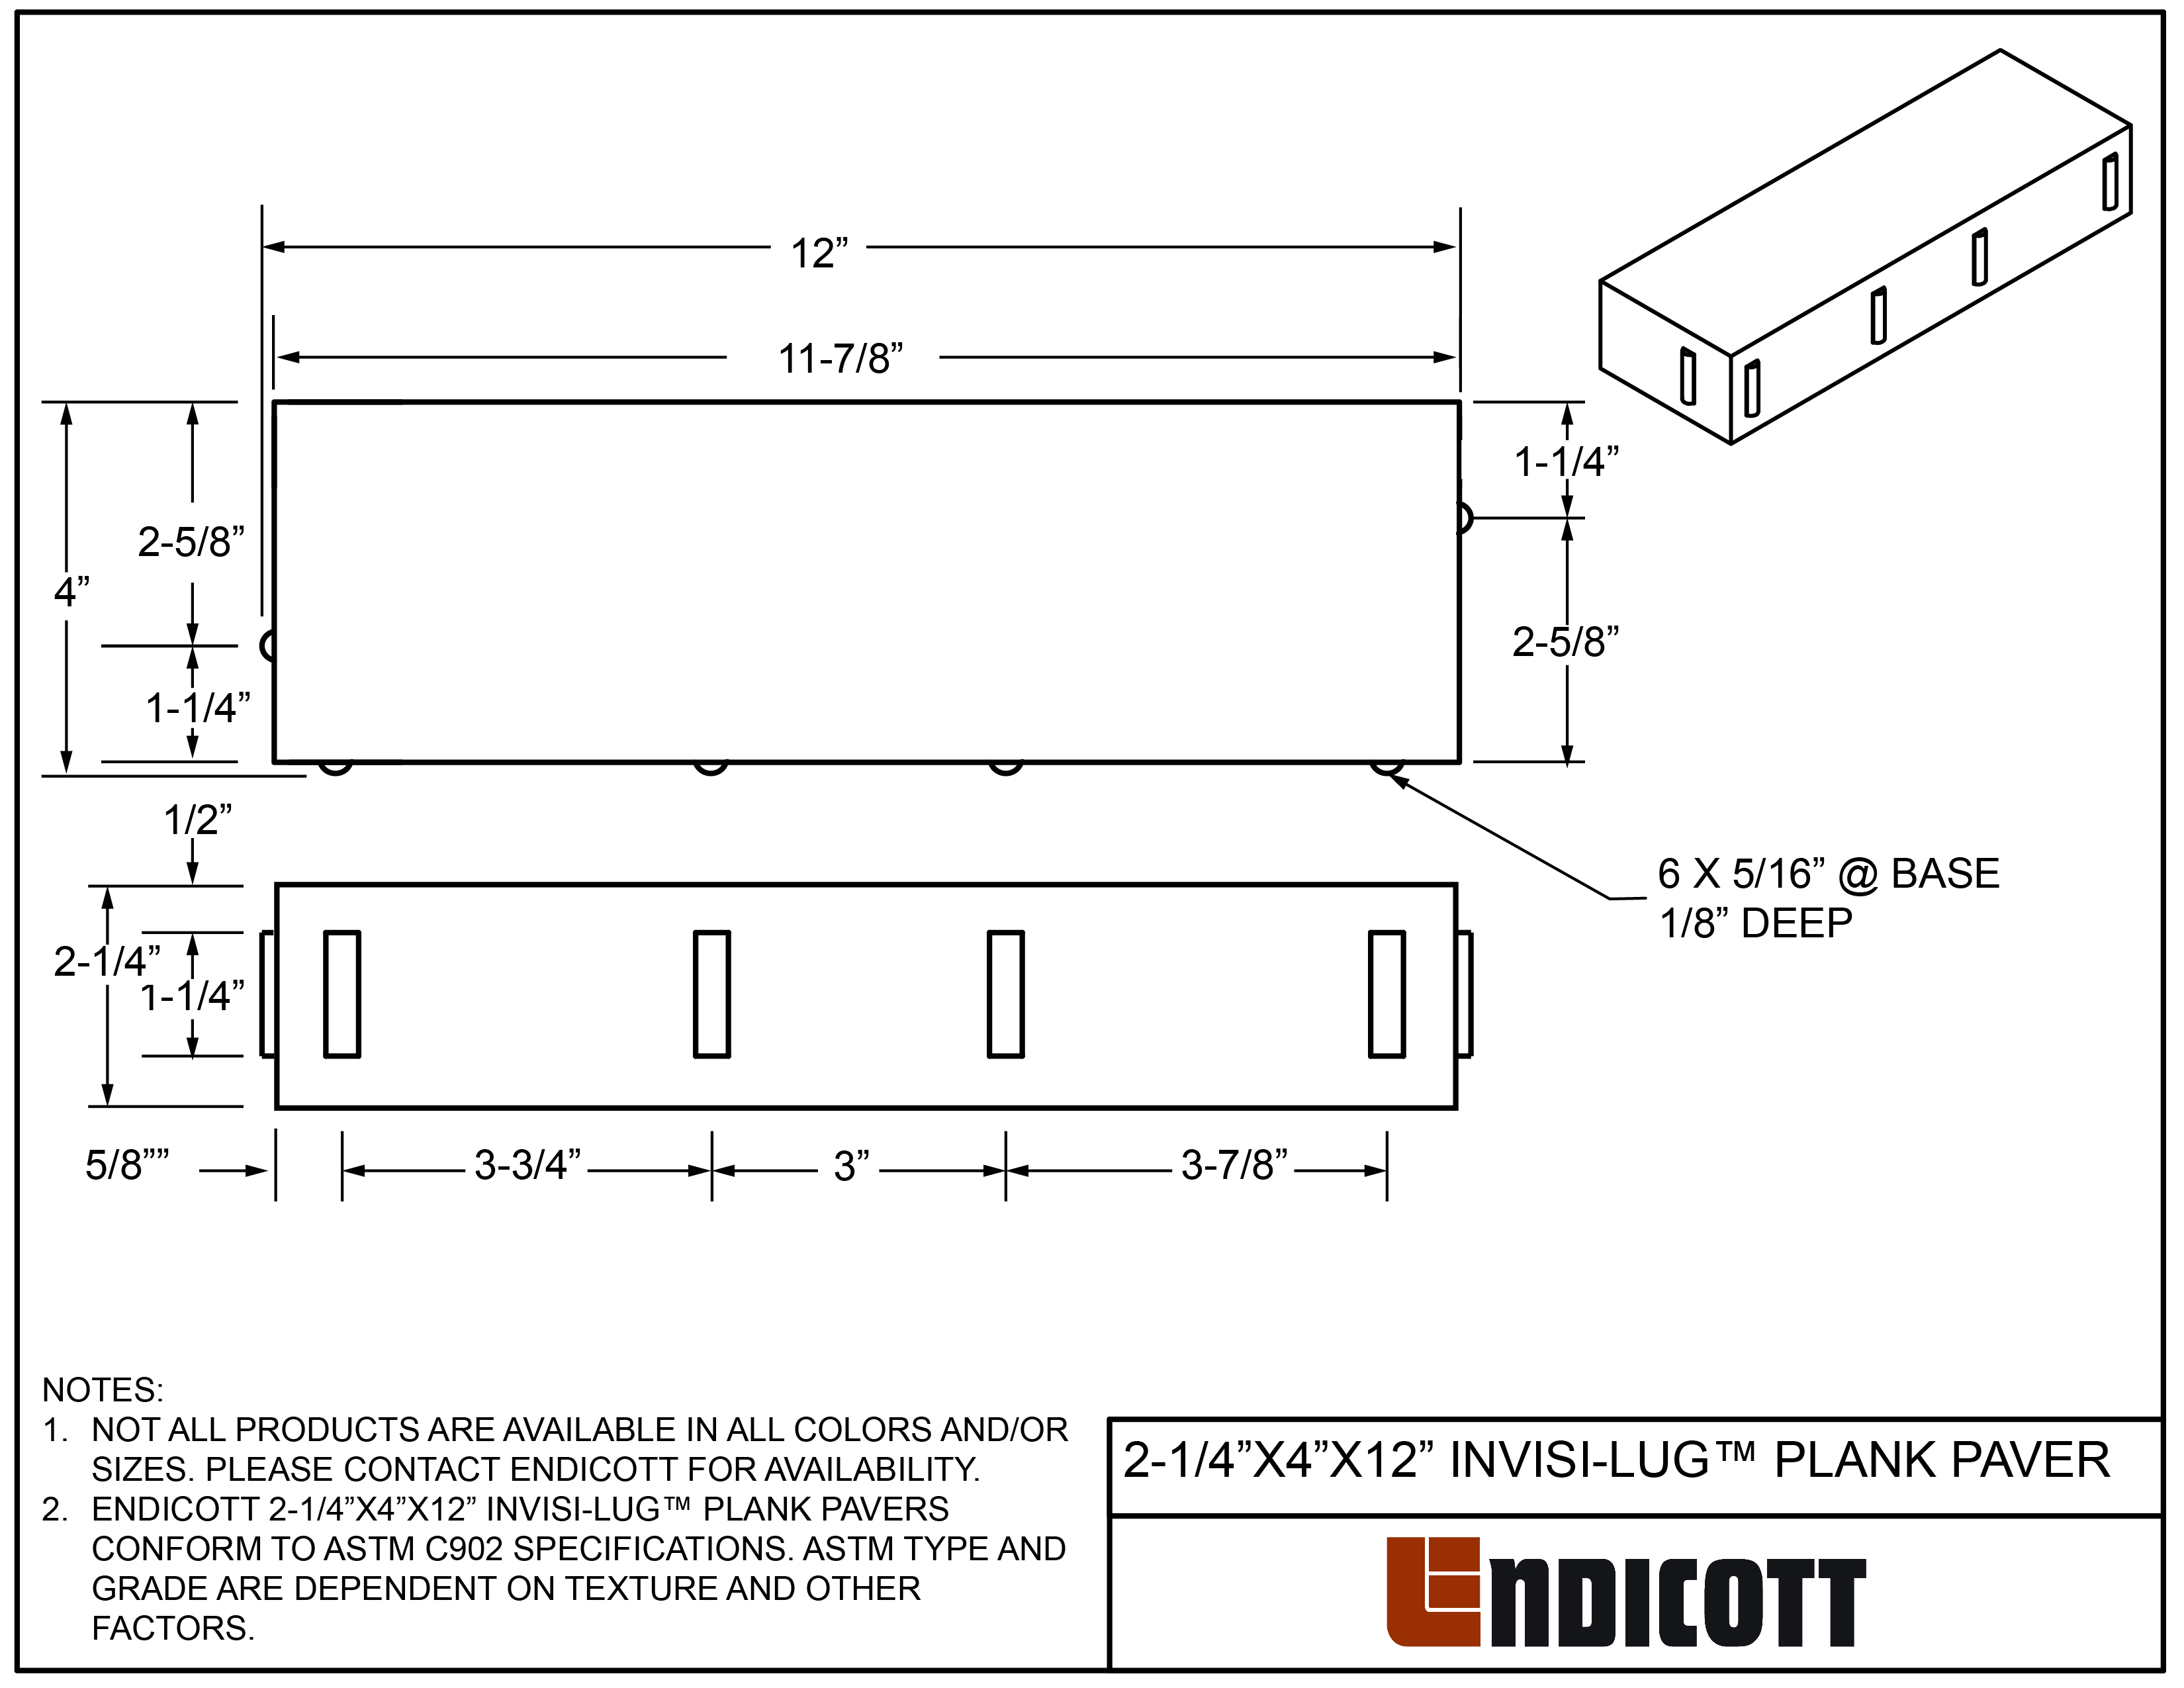 12”
11-7/8”
1-1/4”
2-5/8”
4”
2-5/8”
1-1/4”
1/2”
6 X 5/16” @ BASE
1/8” DEEP
2-1/4”
1-1/4”
5/8”” 3-3/4” 3” 3-7/8”
NOTES:
1. NOT ALL PRODUCTS ARE AVAILABLE IN ALL COLORS AND/OR
SIZES. PLEASE CONTACT ENDICOTT FOR AVAILABILITY.
2. ENDICOTT 2-1/4”X4”X12” INVISI-LUG™ PLANK PAVERS
CONFORM TO ASTM C902 SPECIFICATIONS. ASTM TYPE AND
GRADE ARE DEPENDENT ON TEXTURE AND OTHER
FACTORS.
2-1/4”X4”X12” INVISI-LUG™ PLANK PAVER
ENDICOTT